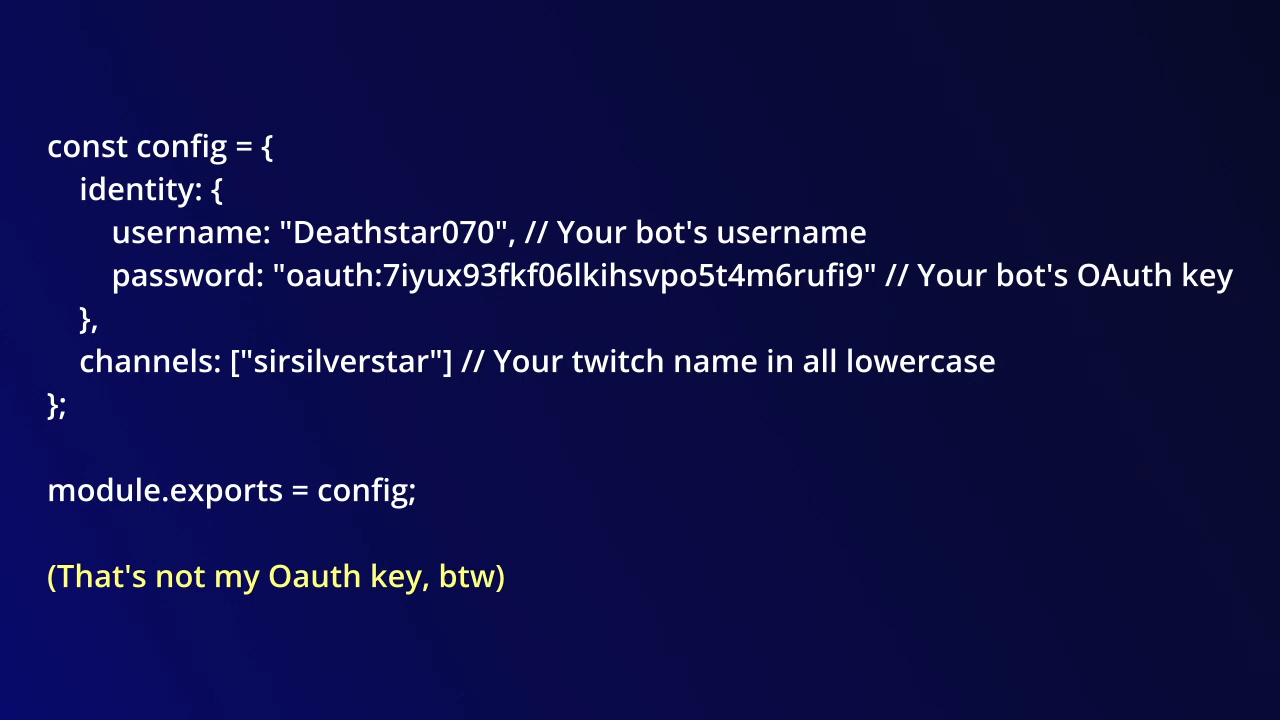 const config = {
identity: {
username: "Deathstar070", // Your bot's username
password: "oauth:7iyux93fkf06lkihsvpo5t4m6rufi9" // Your bot's OAuth key
},
channels: ["sirsilverstar"] // Your twitch name in all lowercase
};
module.exports = config;
(That's not my Oauth key, btw)